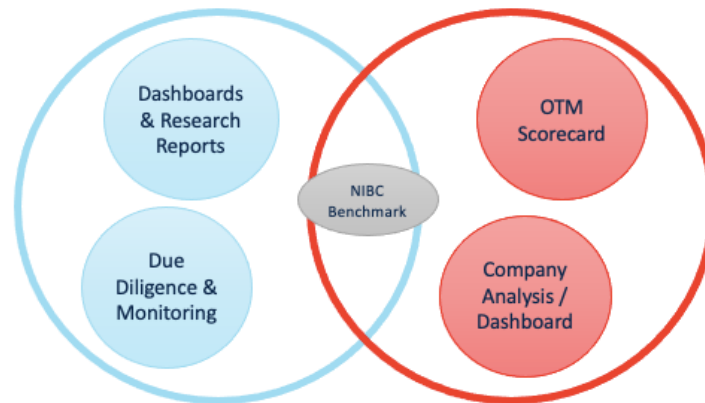 Dashboards
& Research
Reports
Due
Diligence &
Monitoring
NIBC
Benchmark
OTM
Scorecard
Company
Analysis /
Dashboard